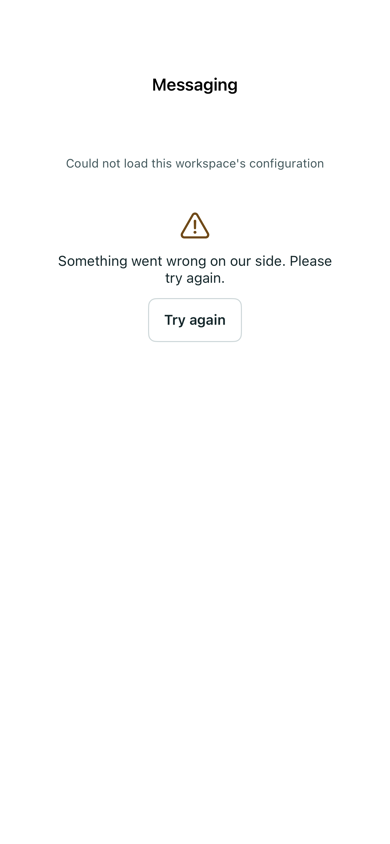 Messaging
Could not load this workspace's configuration
Something went wrong on our side. Please
try again.
Try again